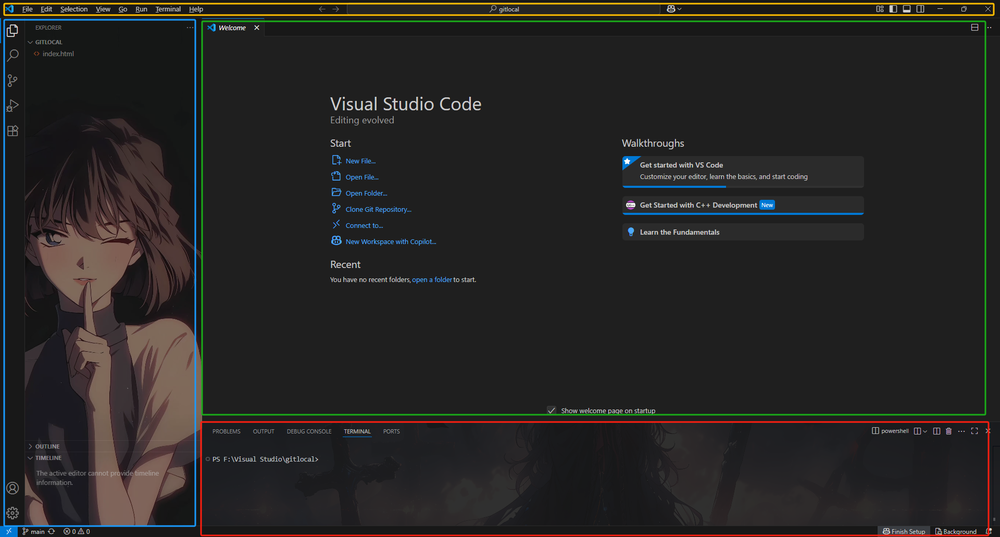 File Edit Selection View Go Run Terminal Help gitlocal
EXPLORER
GITLOCAL
index.html
OUTLINE
TIMELINE
The active editor cannot provide timeline
information.
Welcome
Visual Studio Code
Editing evolved
Start
New File...
Open File...
Open Folder...
Clone Git Repository...
Connect to...
New Workspace with Copilot...
Recent
You have no recent folders, open a folder to start.
Walkthroughs
Get started with VS Code
Customize your editor, learn the basics, and start coding
C/C++ Get Started with C++ Development New
Learn the Fundamentals
Show welcome page on startup
PROBLEMS OUTPUT DEBUG CONSOLE TERMINAL PORTS powershell
PS F:\Visual Studio\gitlocal>
main 0 0 Finish Setup Background